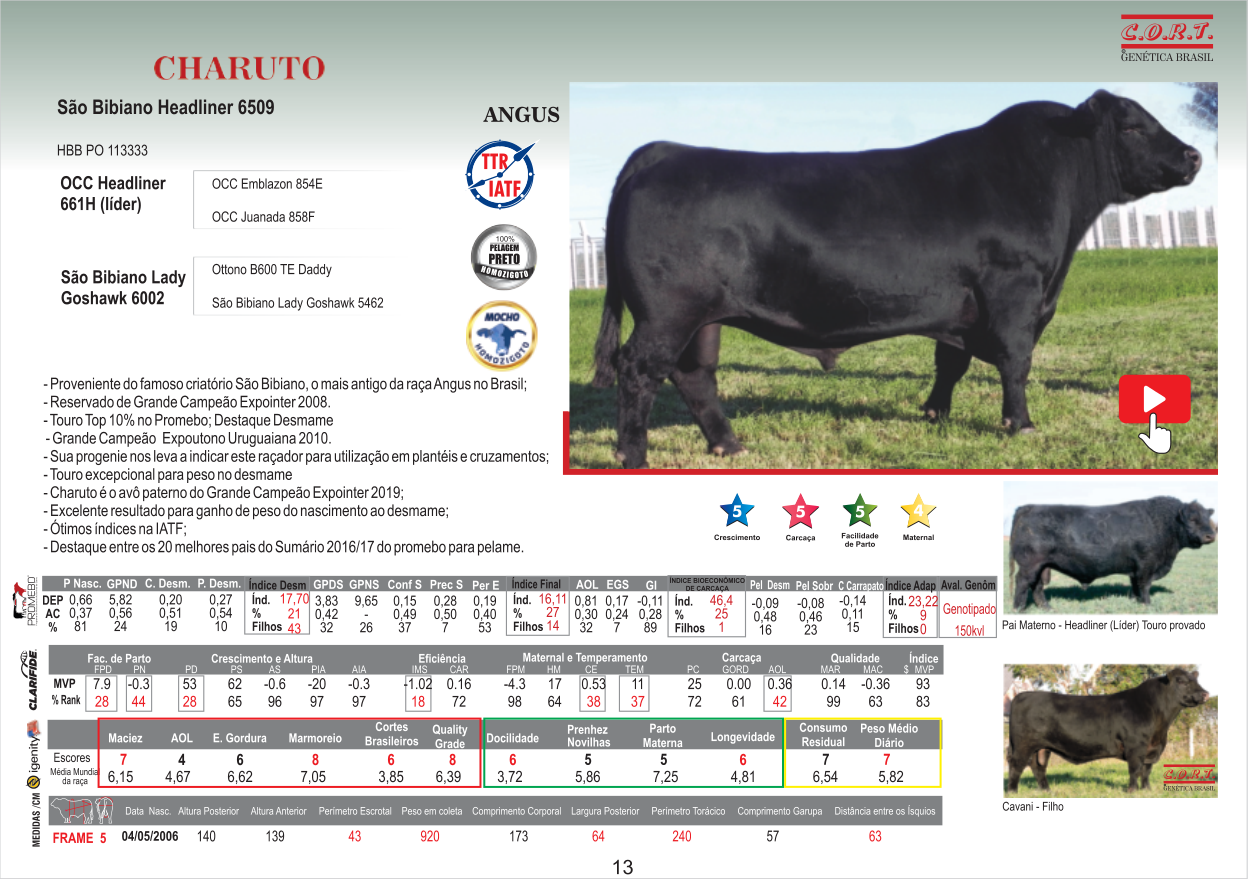 C.O.R.T.
GENÉTICA BRASIL
CHARUTO
São Bibiano Headliner 6509
ANGUS
HBB PO 113333
OCC Headliner
661H (líder)
OCC Emblazon 854E
OCC Juanada 858F
São Bibiano Lady
Goshawk 6002
Ottono B600 TE Daddy
São Bibiano Lady Goshawk 5462
TTR
IATF
100%
PELAGEM
PRETO
HOMOZIGOTO
MOCHO
HOMOZIGOTO
- Proveniente do famoso criatório São Bibiano, o mais antigo da raça Angus no Brasil;
- Reservado de Grande Campeão Expointer 2008.
- Touro Top 10% no Promebo; Destaque Desmame
- Grande Campeão Expoutono Uruguaiana 2010.
- Sua progenie nos leva a indicar este raçador para utilização em plantéis e cruzamentos;
- Touro excepcional para peso no desmame
- Charuto é o avô paterno do Grande Campeão Expointer 2019;
- Excelente resultado para ganho de peso do nascimento ao desmame;
- Ótimos índices na IATF;
- Destaque entre os 20 melhores pais do Sumário 2016/17 do promebo para pelame.
5 5 5 4
Crescimento Carcaça Facilidade de Parto Maternal
PROMEBO
P Nasc. GPND C. Desm. P. Desm. Índice Desm GPDS GPNS Conf S Prec S Per E Índice Final AOL EGS GI ÍNDICE BIOECONÔMICO DE CARCAÇA Pel Desm Pel Sobr C Carrapato Índice Adap Aval. Genôm
DEP 0,66 5,82 0,20 0,27 Índ. 17,70 3,83 9,65 0,15 0,28 0,19 Índ. 16,11 0,81 0,17 -0,11 Índ. 46,4 -0,09 -0,08 -0,14 Índ. 23,22 Genotipado
AC 0,37 0,56 0,51 0,54 % 21 0,42 - 0,49 0,50 0,40 % 27 0,30 0,24 0,28 % 25 0,48 0,46 0,11 % 9
% 81 24 19 10 Filhos 43 32 26 37 7 53 Filhos 14 32 7 89 Filhos 1 16 23 15 Filhos 0 150kvl
Pai Materno - Headliner (Líder) Touro provado
CLARIFIDE
Fac. de Parto Crescimento e Altura Eficiência Maternal e Temperamento Carcaça Qualidade Índice
FPD PN PD PS AS PIA AIA IMS CAR FPM HM CE TEM PC GORD AOL MAR MAC $ MVP
MVP 7.9 -0.3 53 62 -0.6 -20 -0.3 -1.02 0.16 -4.3 17 0.53 11 25 0.00 0.36 0.14 -0.36 93
% Rank 28 44 28 65 96 97 97 18 72 98 64 38 37 72 61 42 99 63 83
igenity
Maciez AOL E. Gordura Marmoreio Cortes Brasileiros Quality Grade Docilidade Prenhez Novilhas Parto Materna Longevidade Consumo Residual Peso Médio Diário
Escores 7 4 6 8 6 8 6 5 5 6 7 7
Média Mundial da raça 6,15 4,67 6,62 7,05 3,85 6,39 3,72 5,86 7,25 4,81 6,54 5,82
C.O.R.T.
GENÉTICA BRASIL
Cavani - Filho
MEDIDAS /CM
Data Nasc. Altura Posterior Altura Anterior Perímetro Escrotal Peso em coleta Comprimento Corporal Largura Posterior Perímetro Torácico Comprimento Garupa Distância entre os Ísquios
FRAME 5 04/05/2006 140 139 43 920 173 64 240 57 63
13